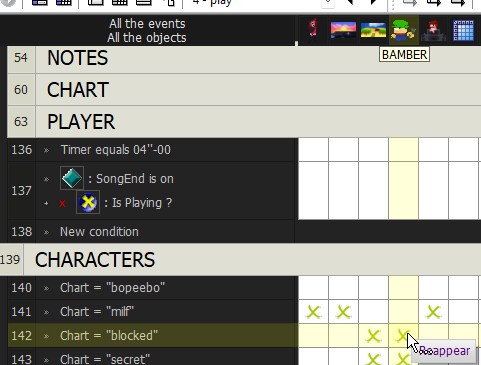 4 - play
All the events
All the objects
BAMBER
54 NOTES
60 CHART
63 PLAYER
136 » Timer equals 04"-00
137 » : SongEnd is on
+ : Is Playing ?
138 » New condition
139 CHARACTERS
140 » Chart = "bopeebo"
141 » Chart = "milf"
142 » Chart = "blocked"
Reappear
143 » Chart = "secret"